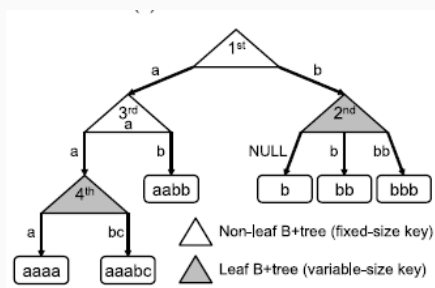 1st
a b
3rd
a
2nd
a b NULL b bb
4th
aabb b bb bbb
a bc
Non-leaf B+tree (fixed-size key)
aaaa aaabc
Leaf B+tree (variable-size key)